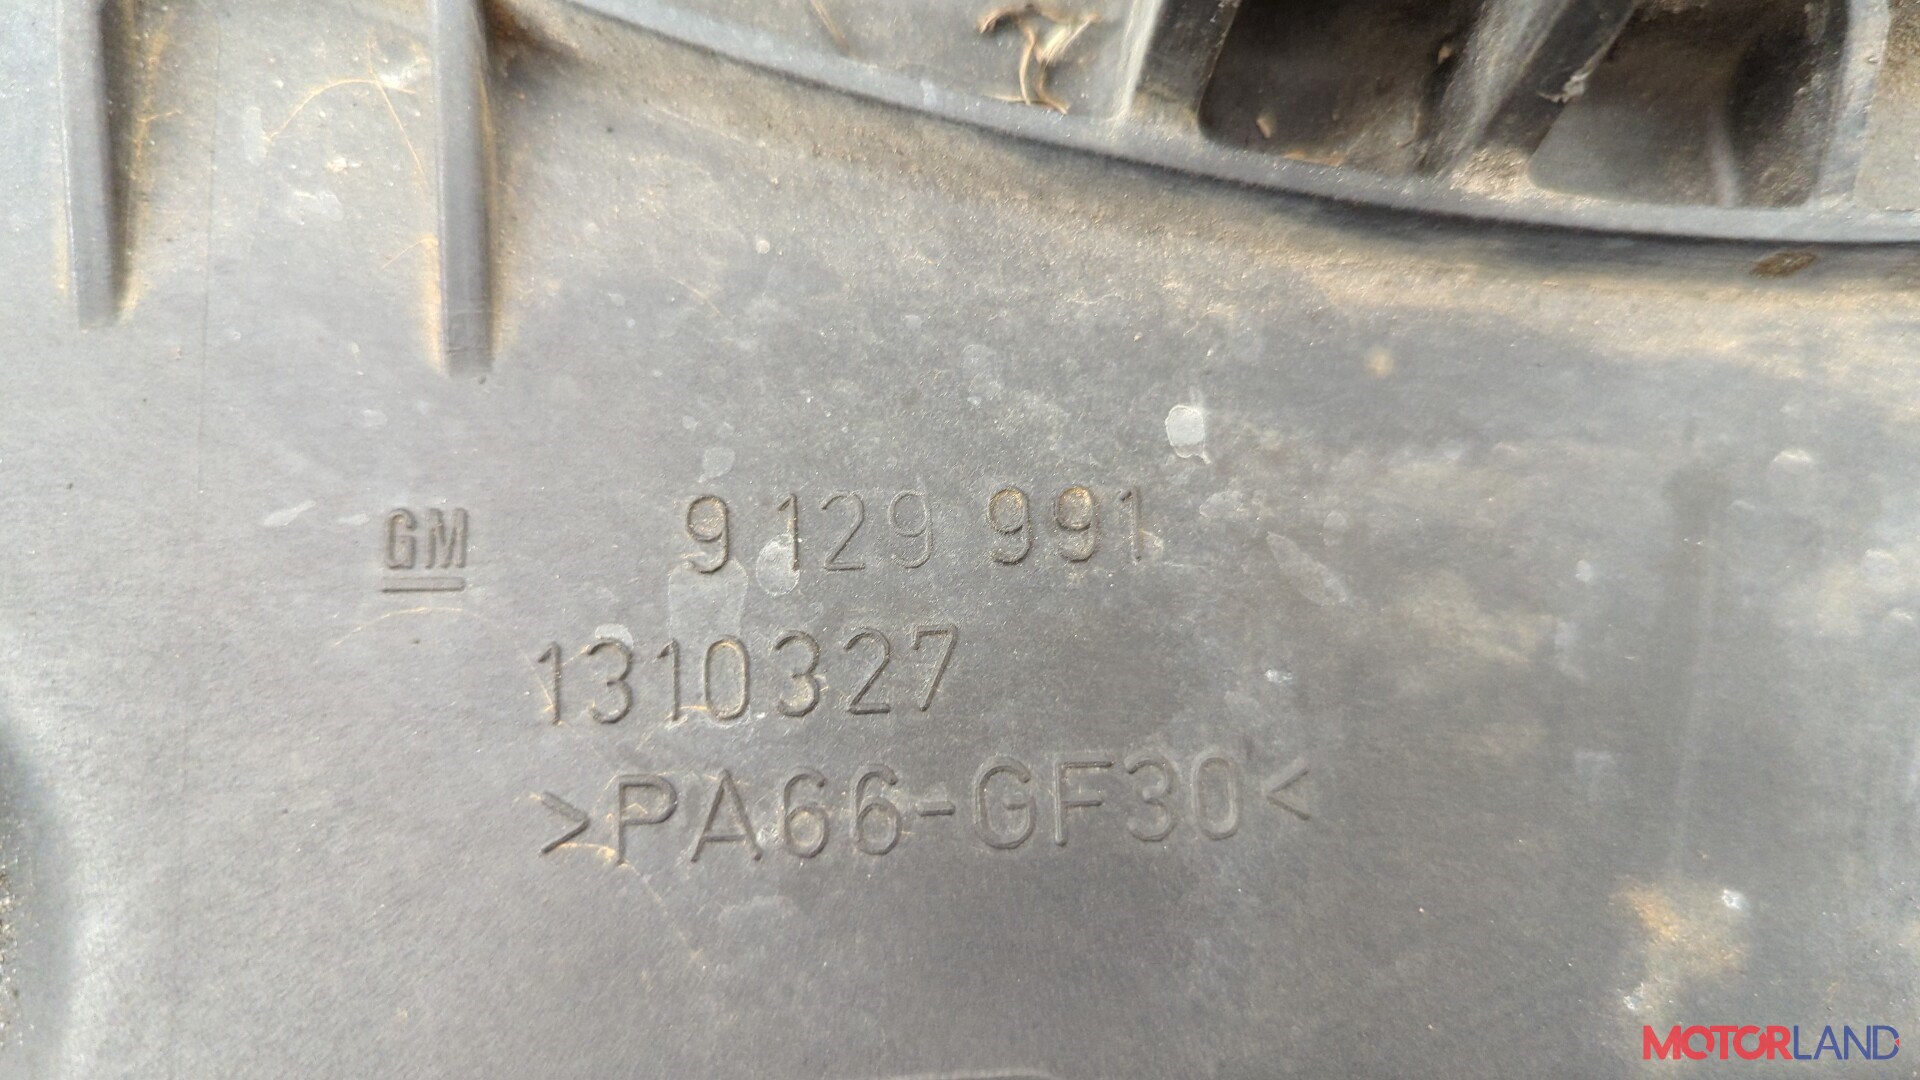 GM 9 129 991
1310327
>PA66-GF30<
MOTORLAND